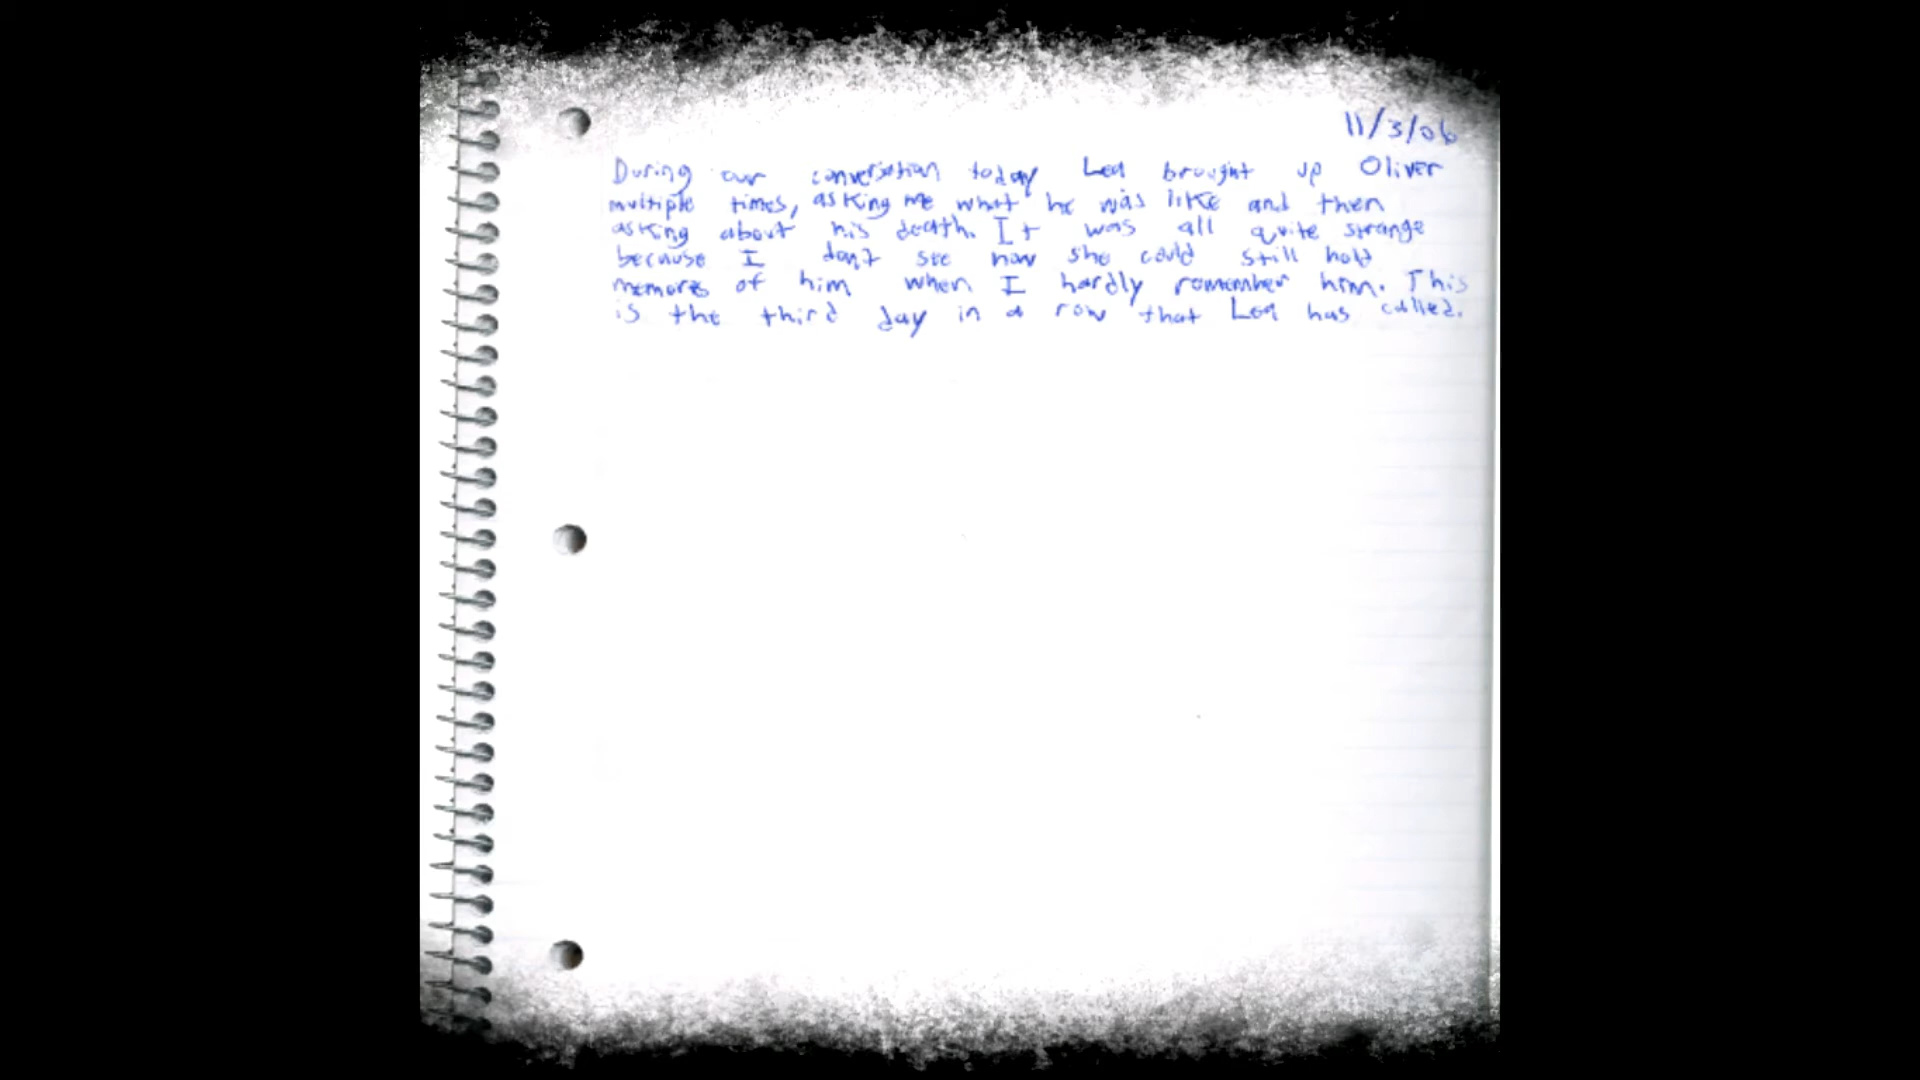 11/3/06
During our conversation today Lea brought up Oliver
multiple times, asking me what he was like and then
asking about his death. It was all quite strange
because I don't see how she could still hold
memores of him when I hardly remember him. This
is the third day in a row that Lea has called.